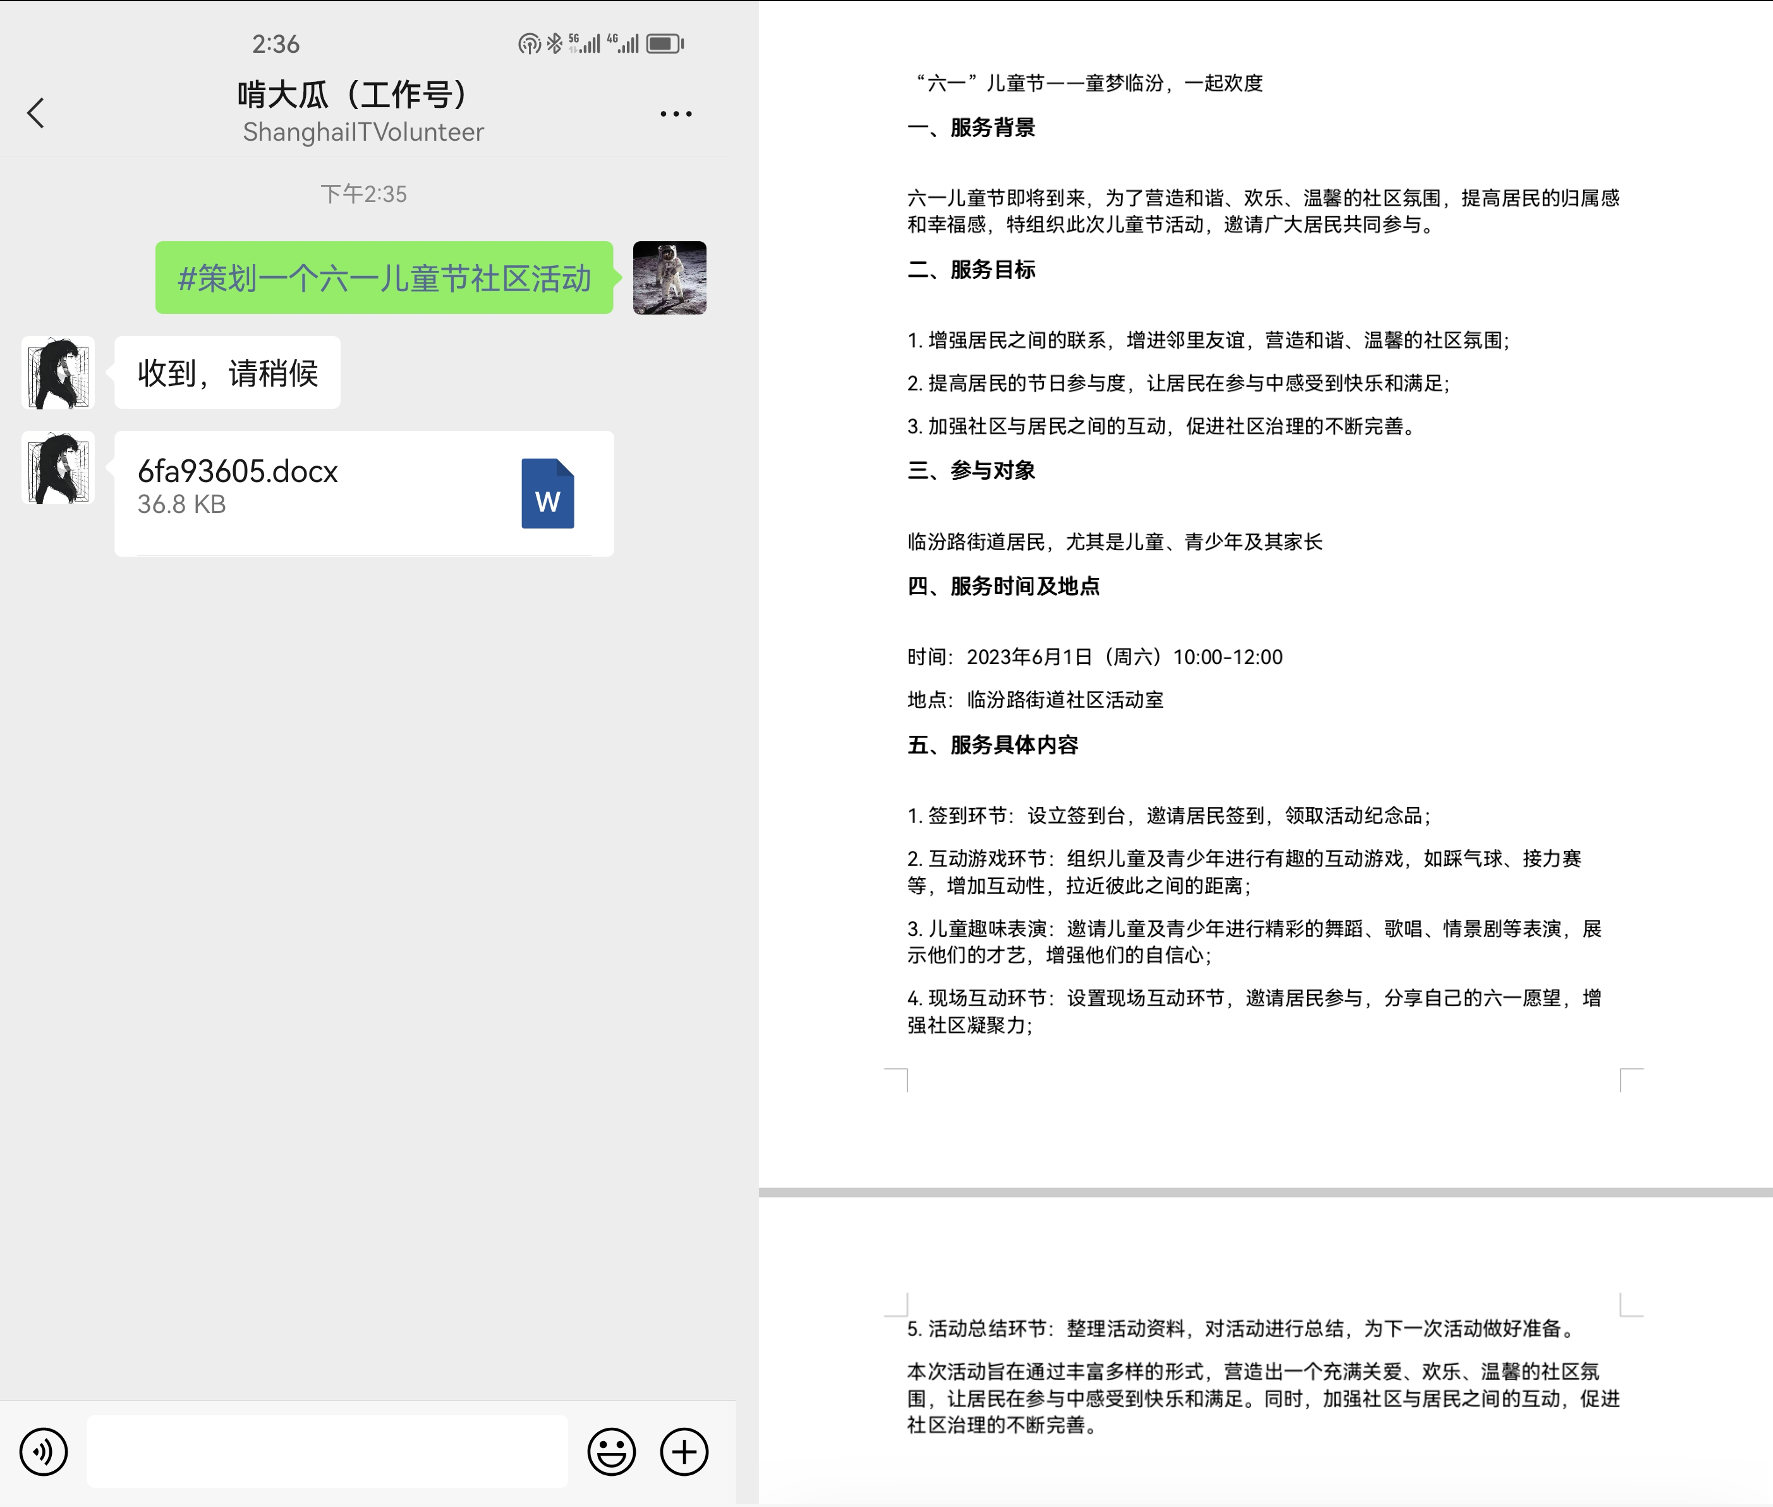 2:36
5G
4G
啃大瓜（工作号）
ShanghaiITVolunteer
下午2:35
#策划一个六一儿童节社区活动
收到，请稍候
6fa93605.docx
36.8 KB
W
“六一”儿童节——童梦临汾，一起欢度
一、服务背景
六一儿童节即将到来，为了营造和谐、欢乐、温馨的社区氛围，提高居民的归属感
和幸福感，特组织此次儿童节活动，邀请广大居民共同参与。
二、服务目标
1. 增强居民之间的联系，增进邻里友谊，营造和谐、温馨的社区氛围；
2. 提高居民的节日参与度，让居民在参与中感受到快乐和满足；
3. 加强社区与居民之间的互动，促进社区治理的不断完善。
三、参与对象
临汾路街道居民，尤其是儿童、青少年及其家长
四、服务时间及地点
时间：2023年6月1日（周六）10:00-12:00
地点：临汾路街道社区活动室
五、服务具体内容
1. 签到环节：设立签到台，邀请居民签到，领取活动纪念品；
2. 互动游戏环节：组织儿童及青少年进行有趣的互动游戏，如踩气球、接力赛
等，增加互动性，拉近彼此之间的距离；
3. 儿童趣味表演：邀请儿童及青少年进行精彩的舞蹈、歌唱、情景剧等表演，展
示他们的才艺，增强他们的自信心；
4. 现场互动环节：设置现场互动环节，邀请居民参与，分享自己的六一愿望，增
强社区凝聚力；
5. 活动总结环节：整理活动资料，对活动进行总结，为下一次活动做好准备。
本次活动旨在通过丰富多样的形式，营造出一个充满关爱、欢乐、温馨的社区氛
围，让居民在参与中感受到快乐和满足。同时，加强社区与居民之间的互动，促进
社区治理的不断完善。